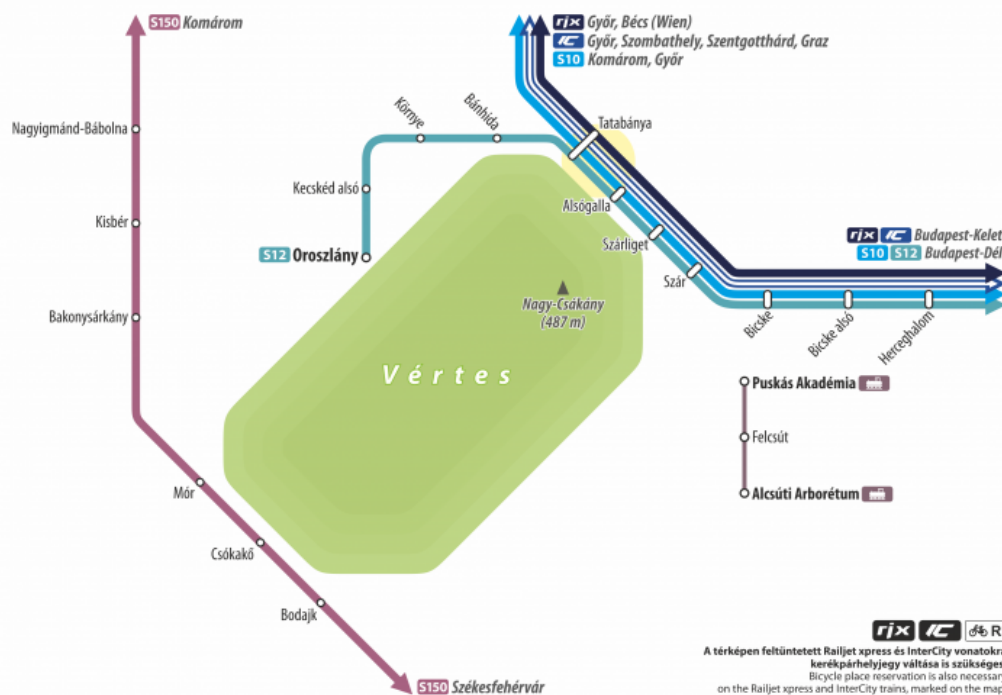 S150 Komárom
rjx Győr, Bécs (Wien)
IC Győr, Szombathely, Szentgotthárd, Graz
S10 Komárom, Győr
Környe
Bánhida
Tatabánya
Nagyigmánd-Bábolna
Kecskéd alsó
Alsógalla
Kisbér
Szárliget
rjx IC Budapest-Kelet
S10 S12 Budapest-Dél
S12 Oroszlány
Szár
Nagy-Csákány
(487 m)
Bakonysárkány
Bicske
Bicske alsó
Herceghalom
Vértes
Puskás Akadémia
Felcsút
Mór
Alcsúti Arborétum
Csókakő
Bodajk
rjx IC R
A térképen feltüntetett Railjet xpress és InterCity vonatokra
kerékpárhelyjegy váltása is szükséges
Bicycle place reservation is also necessar
on the Railjet xpress and InterCity trains, marked on the map
S150 Székesfehérvár